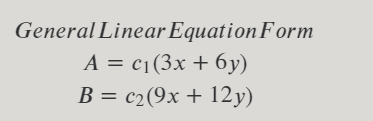 General Linear Equation Form
A = c₁(3x + 6y)
B = c₂(9x + 12y)